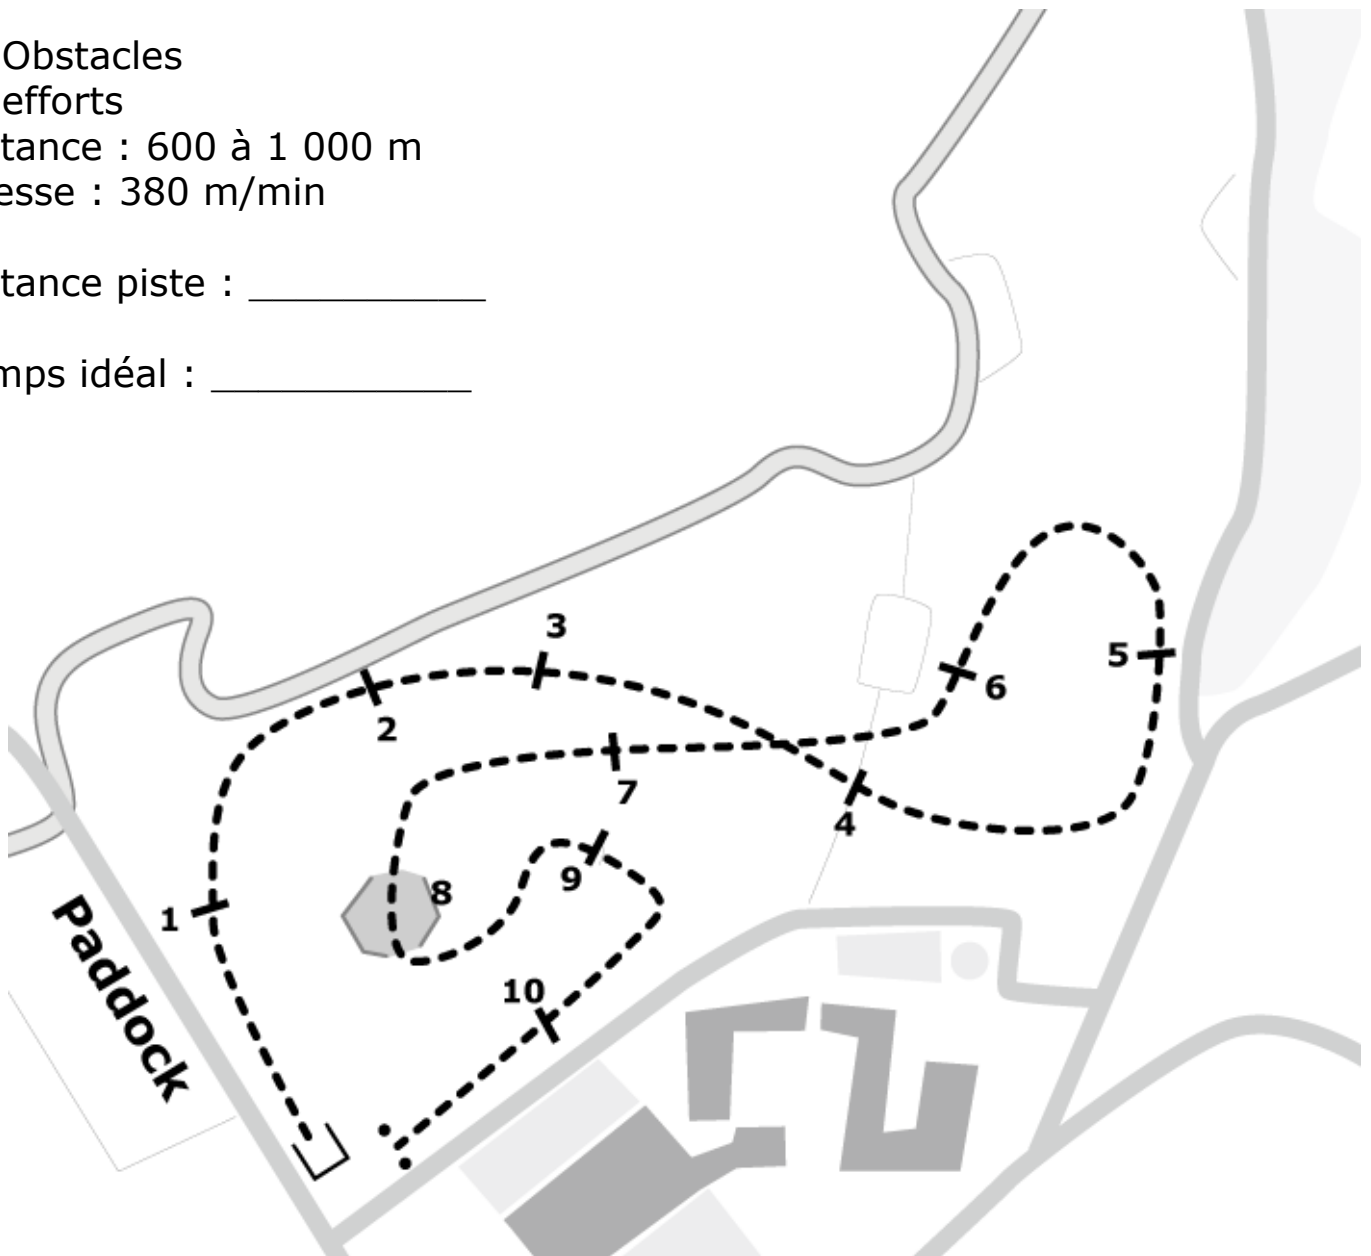 Obstacles
efforts
tance : 600 à 1 000 m
esse : 380 m/min
tance piste : __________
mps idéal : ___________
3
5
6
2
7
4
9
8
1
10
Paddock